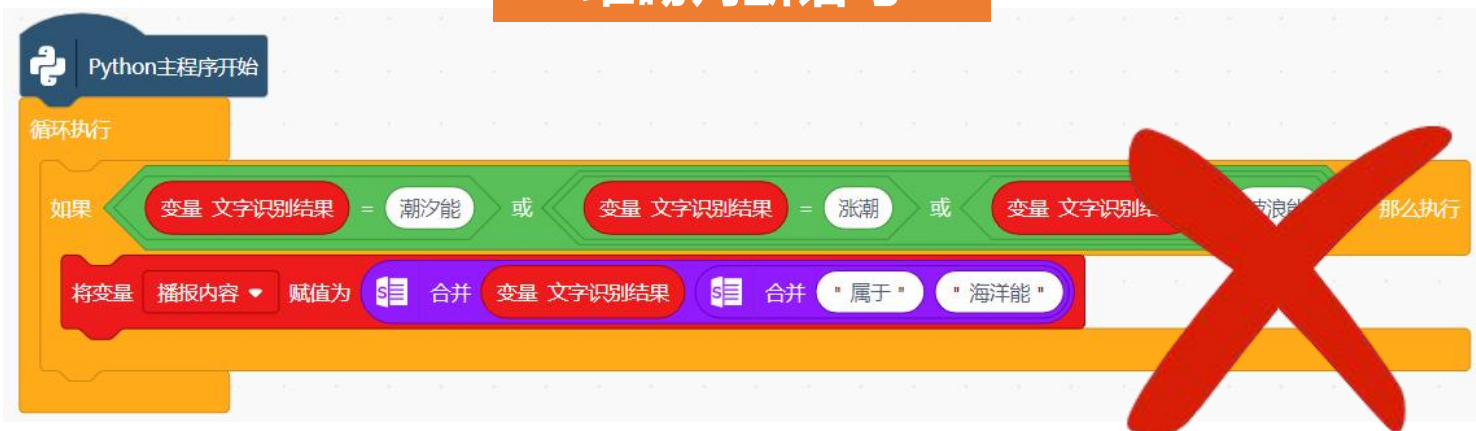 Python主程序开始
循环执行
如果 变量 文字识别结果 = 潮汐能 或 变量 文字识别结果 = 涨潮 或 变量 文字识别 那么执行
将变量 播报内容 赋值为 合并 变量 文字识别结果 合并 "属于" "海洋能"